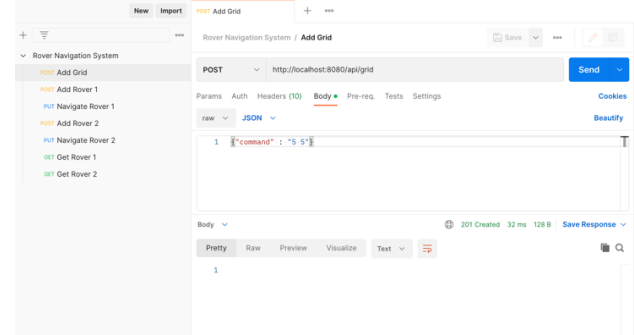 New Import POST Add Grid
Rover Navigation System / Add Grid Save
Rover Navigation System
POST Add Grid
POST Add Rover 1
PUT Navigate Rover 1
POST Add Rover 2
PUT Navigate Rover 2
GET Get Rover 1
GET Get Rover 2
POST http://localhost:8080/api/grid Send
Params Auth Headers (10) Body Pre-req. Tests Settings Cookies
raw JSON Beautify
1 {"command" : "5 5"}
Body 201 Created 32 ms 128 B Save Response
Pretty Raw Preview Visualize Text
1